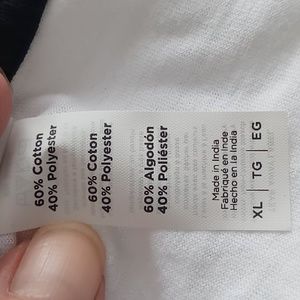 60% Cotton
40% Polyester
60% Coton
40% Polyester
60% Algodón
40% Poliéster
Made in India
Fabriqué en Inde
Hecho en la India
XL | TG | EG